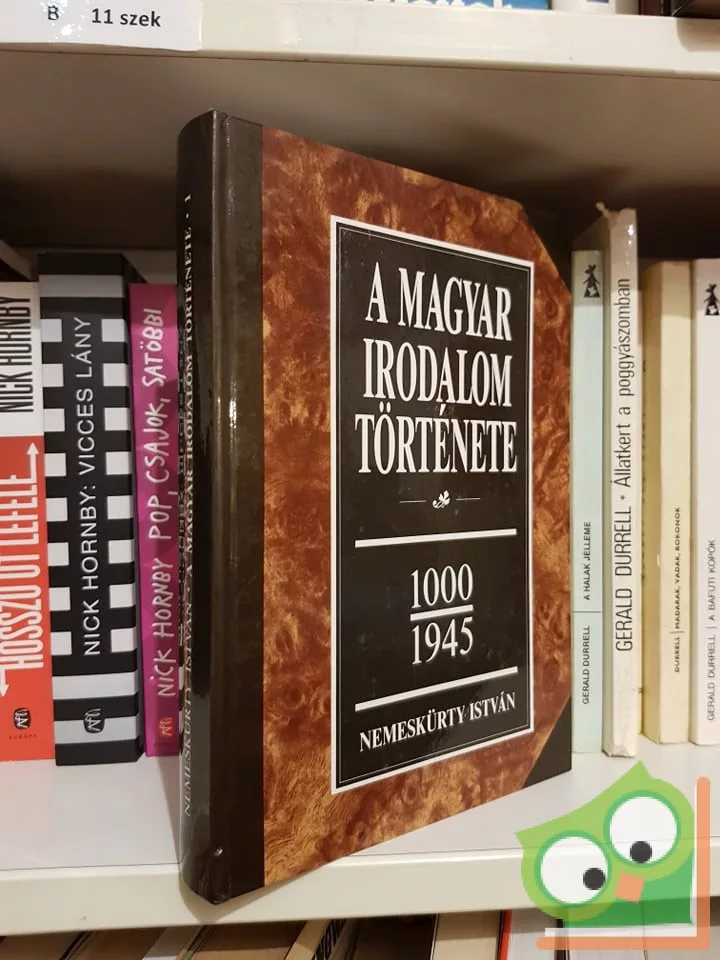 B 11 szek
NICK HORNBY
HOSSZÚ ÚT LEFELÉ
NICK HORNBY: VICCES LÁNY
NICK HORNBY POP, CSAJOK, SATÖBBI
NEMESKÜRTY ISTVÁN • A MAGYAR IRODALOM TÖRTÉNETE • 1
A MAGYAR
IRODALOM
TÖRTÉNETE
1000
1945
NEMESKÜRTY ISTVÁN
GERALD DURRELL | A HALAK JELLEME
GERALD DURRELL • Állatkert a poggyászomban
DURRELL | MADARAK, VADAK, ROKONOK
GERALD DURRELL | A BAFUTI KOPÓK